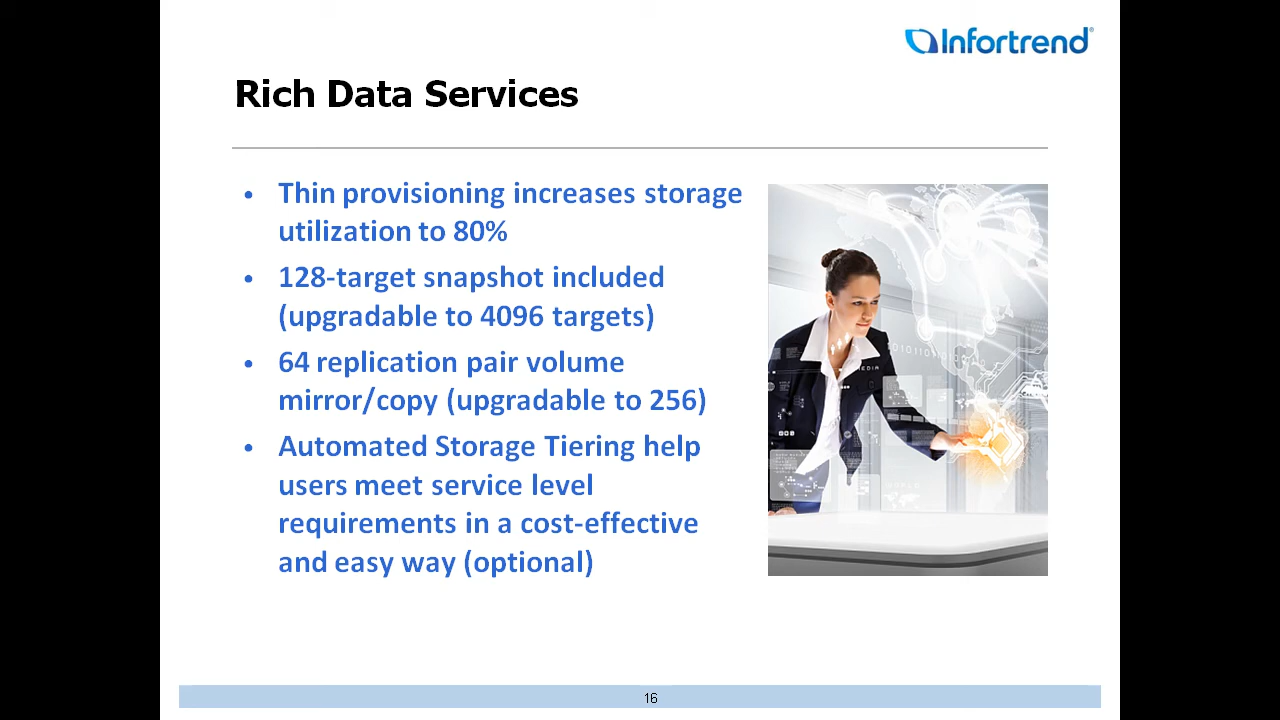 Infortrend®
Rich Data Services
• Thin provisioning increases storage
utilization to 80%
• 128-target snapshot included
(upgradable to 4096 targets)
• 64 replication pair volume
mirror/copy (upgradable to 256)
• Automated Storage Tiering help
users meet service level
requirements in a cost-effective
and easy way (optional)
MEDIA
WORLD
16